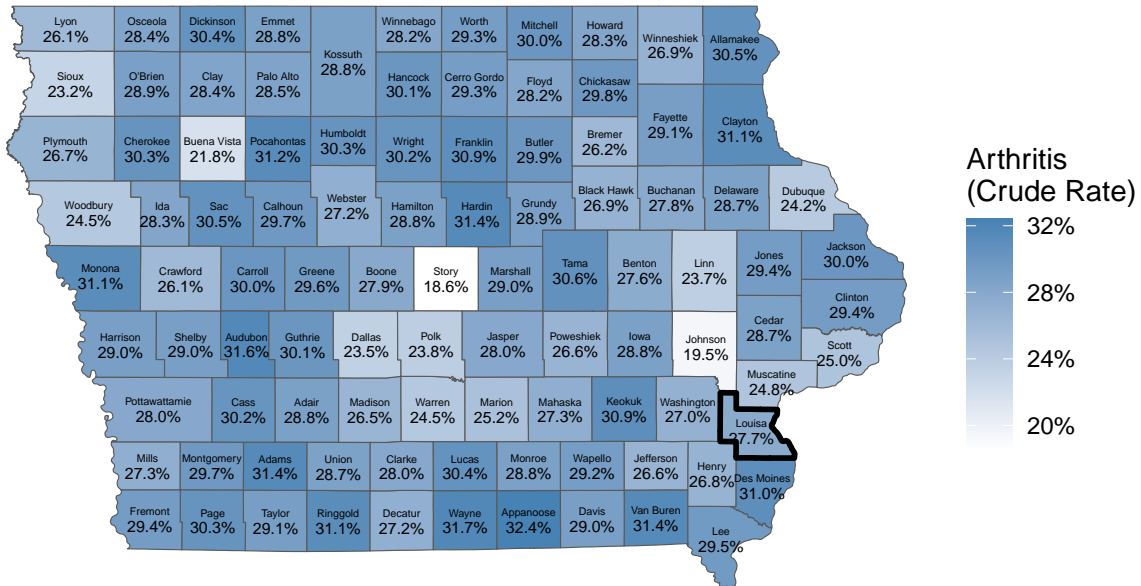 Lyon
26.1%
Osceola
28.4%
Dickinson
30.4%
Emmet
28.8%
Winnebago
28.2%
Worth
29.3%
Mitchell
30.0%
Howard
28.3%
Winneshiek
26.9%
Allamakee
30.5%
Kossuth
28.8%
Sioux
23.2%
O'Brien
28.9%
Clay
28.4%
Palo Alto
28.5%
Hancock
30.1%
Cerro Gordo
29.3%
Floyd
28.2%
Chickasaw
29.8%
Fayette
29.1%
Clayton
31.1%
Plymouth
26.7%
Cherokee
30.3%
Buena Vista
21.8%
Pocahontas
31.2%
Humboldt
30.3%
Wright
30.2%
Franklin
30.9%
Butler
29.9%
Bremer
26.2%
Woodbury
24.5%
Ida
28.3%
Sac
30.5%
Calhoun
29.7%
Webster
27.2%
Hamilton
28.8%
Hardin
31.4%
Grundy
28.9%
Black Hawk
26.9%
Buchanan
27.8%
Delaware
28.7%
Dubuque
24.2%
Monona
31.1%
Crawford
26.1%
Carroll
30.0%
Greene
29.6%
Boone
27.9%
Story
18.6%
Marshall
29.0%
Tama
30.6%
Benton
27.6%
Linn
23.7%
Jones
29.4%
Jackson
30.0%
Clinton
29.4%
Harrison
29.0%
Shelby
29.0%
Audubon
31.6%
Guthrie
30.1%
Dallas
23.5%
Polk
23.8%
Jasper
28.0%
Poweshiek
26.6%
Iowa
28.8%
Johnson
19.5%
Cedar
28.7%
Scott
25.0%
Muscatine
24.8%
Pottawattamie
28.0%
Cass
30.2%
Adair
28.8%
Madison
26.5%
Warren
24.5%
Marion
25.2%
Mahaska
27.3%
Keokuk
30.9%
Washington
27.0%
Louisa
27.7%
Mills
27.3%
Montgomery
29.7%
Adams
31.4%
Union
28.7%
Clarke
28.0%
Lucas
30.4%
Monroe
28.8%
Wapello
29.2%
Jefferson
26.6%
Henry
26.8%
Des Moines
31.0%
Fremont
29.4%
Page
30.3%
Taylor
29.1%
Ringgold
31.1%
Decatur
27.2%
Wayne
31.7%
Appanoose
32.4%
Davis
29.0%
Van Buren
31.4%
Lee
29.5%
Arthritis
(Crude Rate)
32%
28%
24%
20%